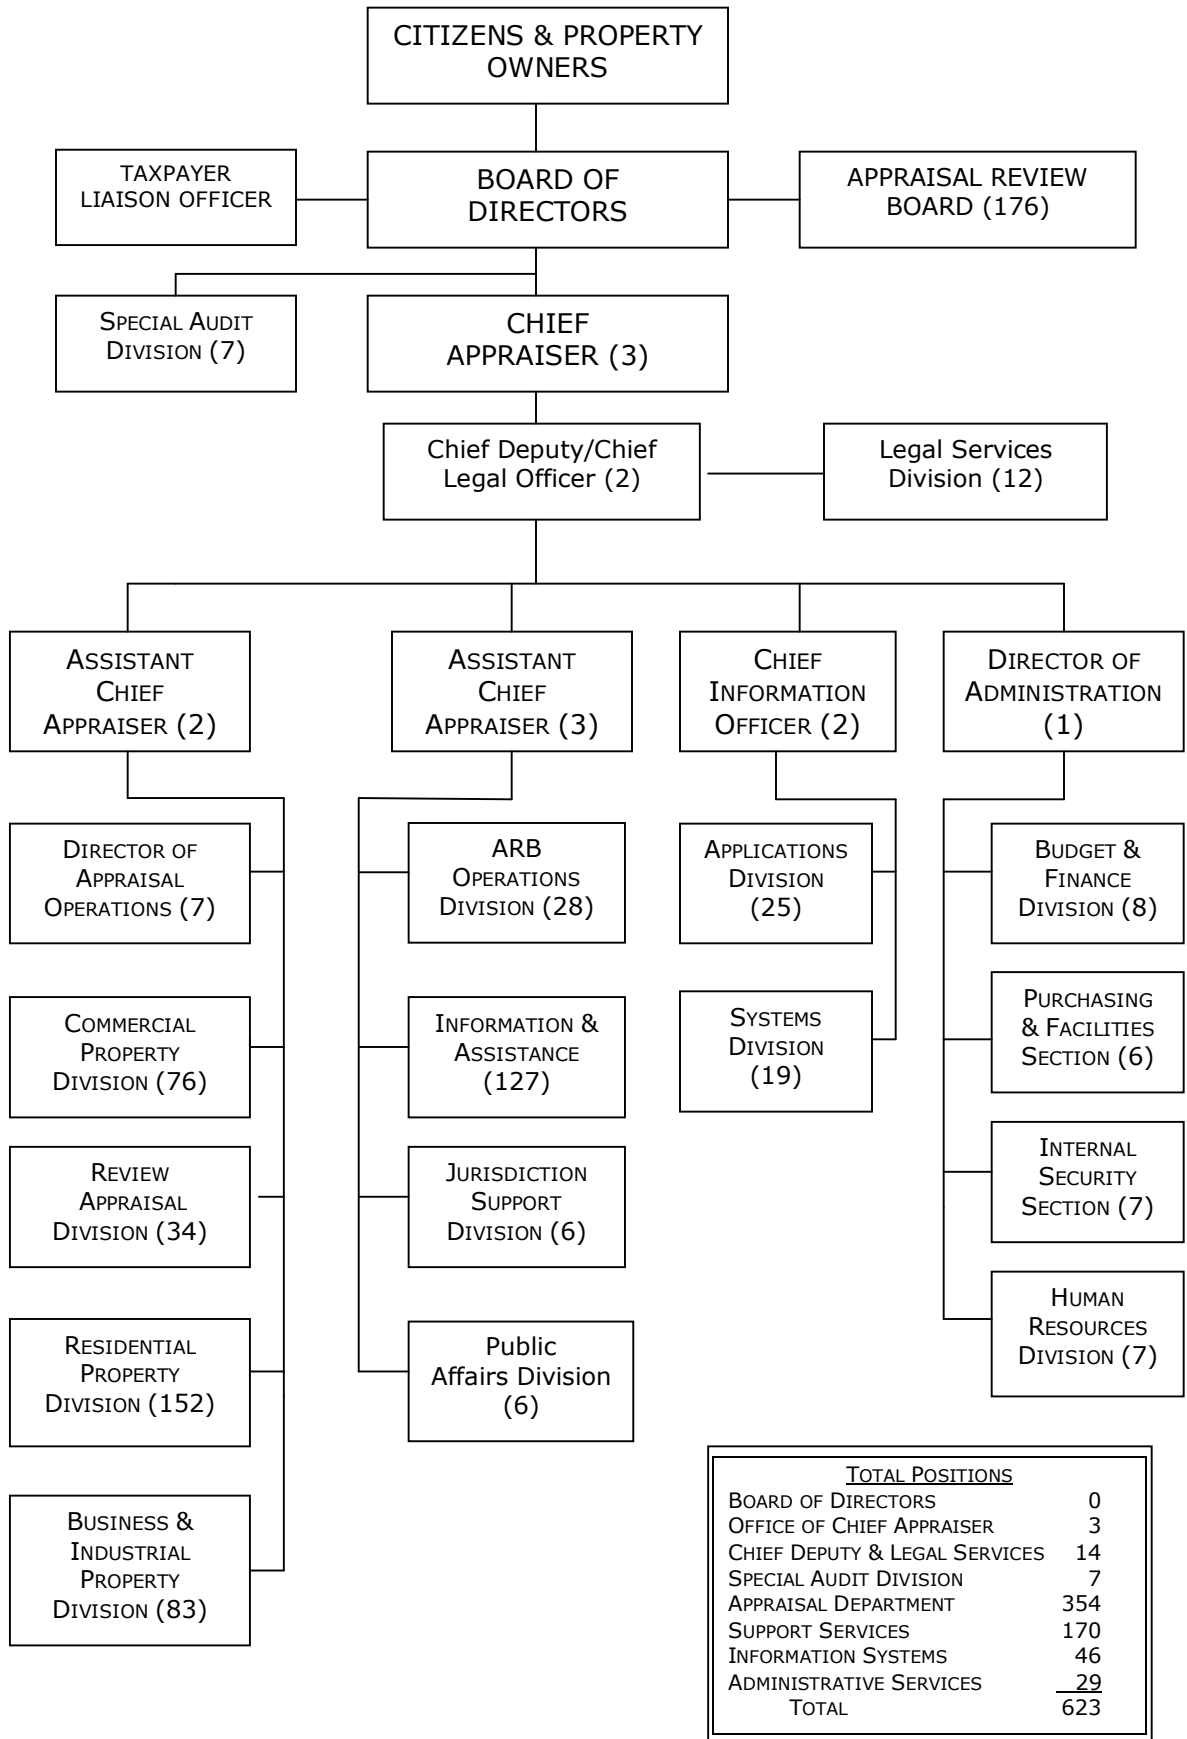 CITIZENS & PROPERTY
OWNERS
TAXPAYER
LIAISON OFFICER
BOARD OF
DIRECTORS
APPRAISAL REVIEW
BOARD (176)
SPECIAL AUDIT
DIVISION (7)
CHIEF
APPRAISER (3)
Chief Deputy/Chief
Legal Officer (2)
Legal Services
Division (12)
ASSISTANT
CHIEF
APPRAISER (2)
ASSISTANT
CHIEF
APPRAISER (3)
CHIEF
INFORMATION
OFFICER (2)
DIRECTOR OF
ADMINISTRATION
(1)
DIRECTOR OF
APPRAISAL
OPERATIONS (7)
COMMERCIAL
PROPERTY
DIVISION (76)
REVIEW
APPRAISAL
DIVISION (34)
RESIDENTIAL
PROPERTY
DIVISION (152)
BUSINESS &
INDUSTRIAL
PROPERTY
DIVISION (83)
ARB
OPERATIONS
DIVISION (28)
INFORMATION &
ASSISTANCE
(127)
JURISDICTION
SUPPORT
DIVISION (6)
Public
Affairs Division
(6)
APPLICATIONS
DIVISION
(25)
SYSTEMS
DIVISION
(19)
BUDGET &
FINANCE
DIVISION (8)
PURCHASING
& FACILITIES
SECTION (6)
INTERNAL
SECURITY
SECTION (7)
HUMAN
RESOURCES
DIVISION (7)
TOTAL POSITIONS
BOARD OF DIRECTORS 0
OFFICE OF CHIEF APPRAISER 3
CHIEF DEPUTY & LEGAL SERVICES 14
SPECIAL AUDIT DIVISION 7
APPRAISAL DEPARTMENT 354
SUPPORT SERVICES 170
INFORMATION SYSTEMS 46
ADMINISTRATIVE SERVICES 29
TOTAL 623